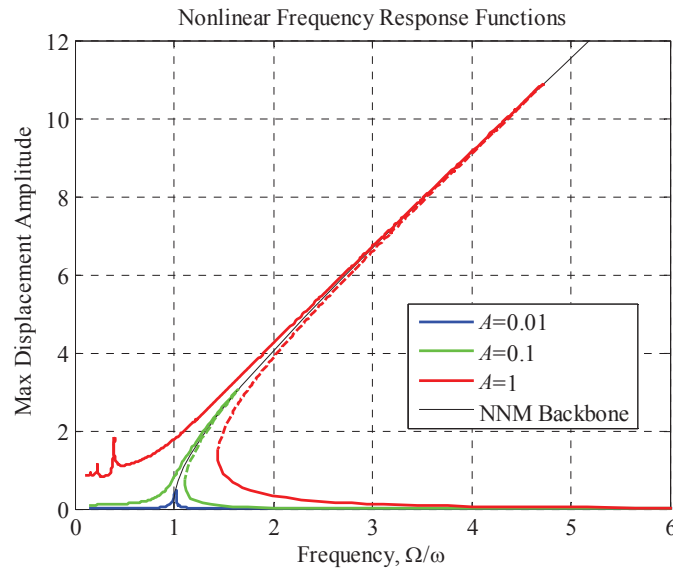 Nonlinear Frequency Response Functions
Max Displacement Amplitude
12
10
8
6
4
2
0
A=0.01
A=0.1
A=1
NNM Backbone
0 1 2 3 4 5 6
Frequency, Ω/ω